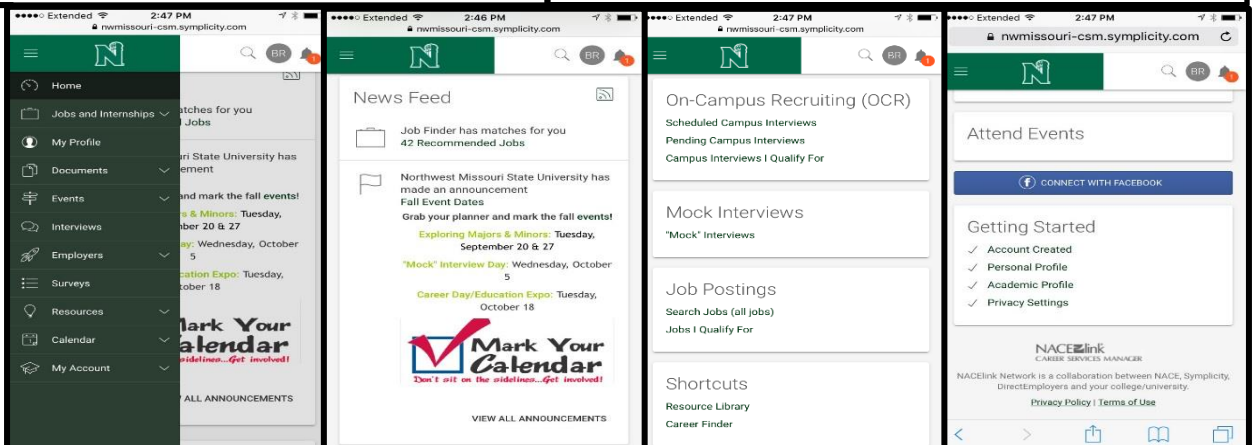 Extended 2:47 PM
nwmissouri-csm.symplicity.com
N
BR
1
Home
Jobs and Internships
My Profile
Documents
Events
Interviews
Employers
Surveys
Resources
Calendar
My Account
atches for you
Jobs
uri State University has
ement
and mark the fall events!
s & Minors: Tuesday,
ber 20 & 27
ay: Wednesday, October
5
cation Expo: Tuesday,
tober 18
Mark Your
alendar
sidelines...Get involved!
ALL ANNOUNCEMENTS
Extended 2:46 PM
nwmissouri-csm.symplicity.com
N
BR
1
News Feed
Job Finder has matches for you
42 Recommended Jobs
Northwest Missouri State University has
made an announcement
Fall Event Dates
Grab your planner and mark the fall events!
Exploring Majors & Minors: Tuesday,
September 20 & 27
"Mock" Interview Day: Wednesday, October
5
Career Day/Education Expo: Tuesday,
October 18
Mark Your
Calendar
Don't sit on the sidelines...Get involved!
VIEW ALL ANNOUNCEMENTS
Extended 2:47 PM
nwmissouri-csm.symplicity.com
N
BR
1
On-Campus Recruiting (OCR)
Scheduled Campus Interviews
Pending Campus Interviews
Campus Interviews I Qualify For
Mock Interviews
"Mock" Interviews
Job Postings
Search Jobs (all jobs)
Jobs I Qualify For
Shortcuts
Resource Library
Career Finder
Extended 2:47 PM
nwmissouri-csm.symplicity.com
N
BR
1
Attend Events
f CONNECT WITH FACEBOOK
Getting Started
Account Created
Personal Profile
Academic Profile
Privacy Settings
NACElink
CAREER SERVICES MANAGER
NACElink Network is a collaboration between NACE, Symplicity,
DirectEmployers and your college/university.
Privacy Policy | Terms of Use